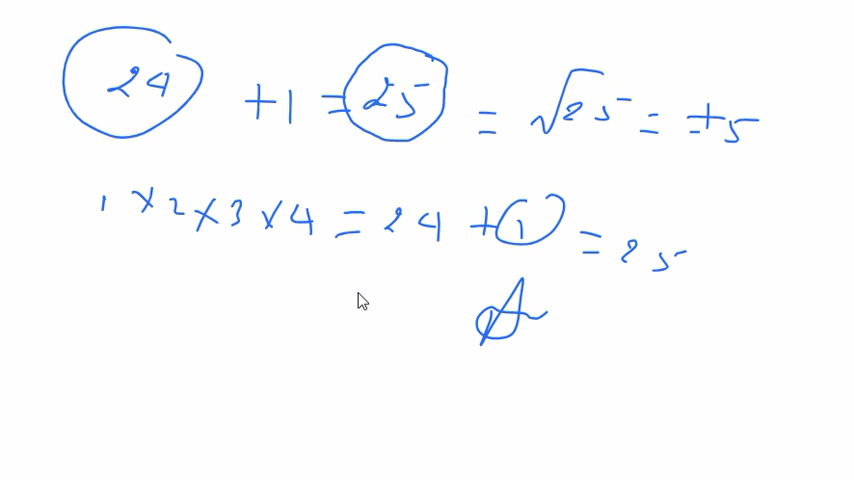 24 +1 = 25 = √25 = ±5
1 × 2 × 3 × 4 = 24 + 1 = 25
A